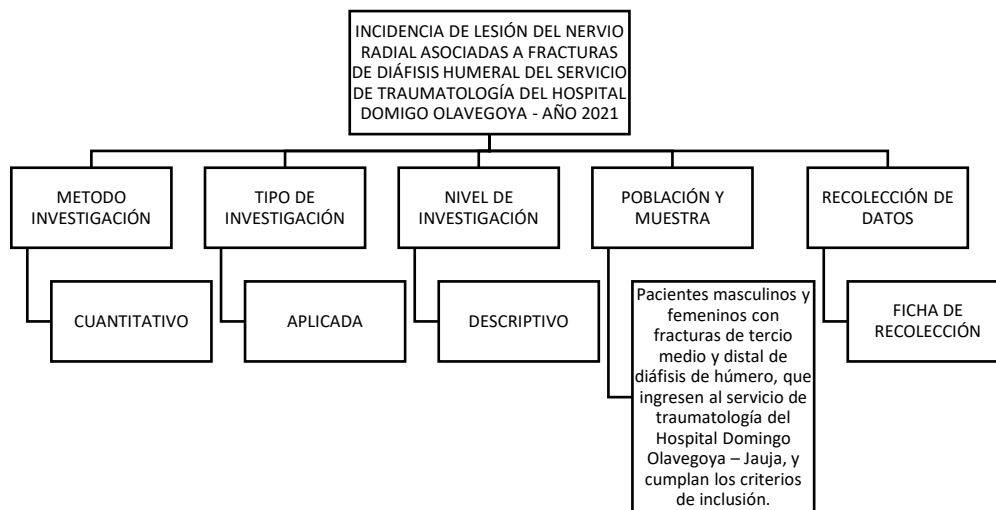 INCIDENCIA DE LESIÓN DEL NERVIO
RADIAL ASOCIADAS A FRACTURAS
DE DIÁFISIS HUMERAL DEL SERVICIO
DE TRAUMATOLOGÍA DEL HOSPITAL
DOMIGO OLAVEGOYA - AÑO 2021
METODO
INVESTIGACIÓN
CUANTITATIVO
TIPO DE
INVESTIGACIÓN
APLICADA
NIVEL DE
INVESTIGACIÓN
DESCRIPTIVO
POBLACIÓN Y
MUESTRA
Pacientes masculinos y
femeninos con
fracturas de tercio
medio y distal de
diáfisis de húmero, que
ingresen al servicio de
traumatología del
Hospital Domingo
Olavegoya – Jauja, y
cumplan los criterios
de inclusión.
RECOLECCIÓN DE
DATOS
FICHA DE
RECOLECCIÓN